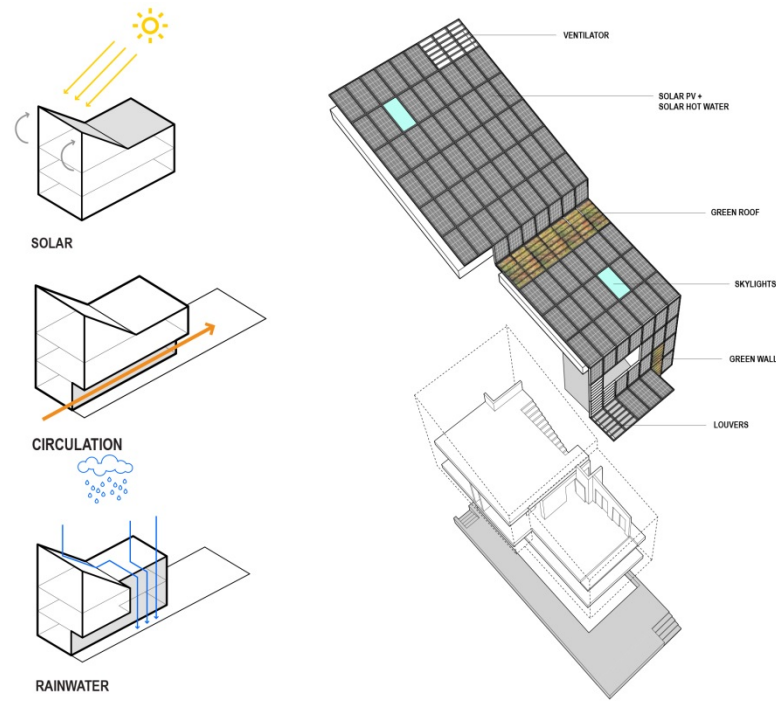 SOLAR
CIRCULATION
RAINWATER
VENTILATOR
SOLAR PV +
SOLAR HOT WATER
GREEN ROOF
SKYLIGHTS
GREEN WALL
LOUVERS